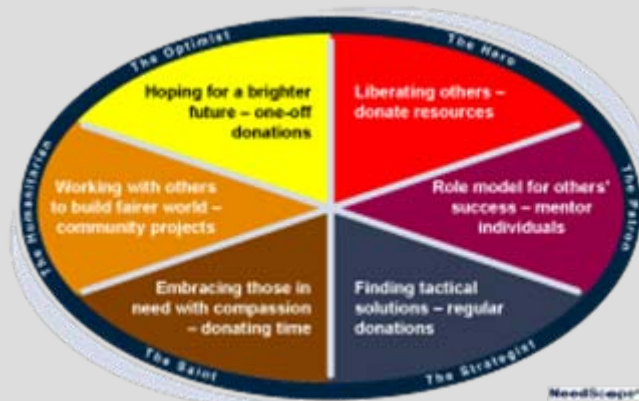 The Optimist
The Hero
Hoping for a brighter
future – one-off
donations
Liberating others –
donate resources
The Humanitarian
Working with others
to build fairer world –
community projects
Role model for others'
success – mentor
individuals
The Patron
Embracing those in
need with compassion
– donating time
Finding tactical
solutions – regular
donations
The Saint
The Strategist
NeedScope